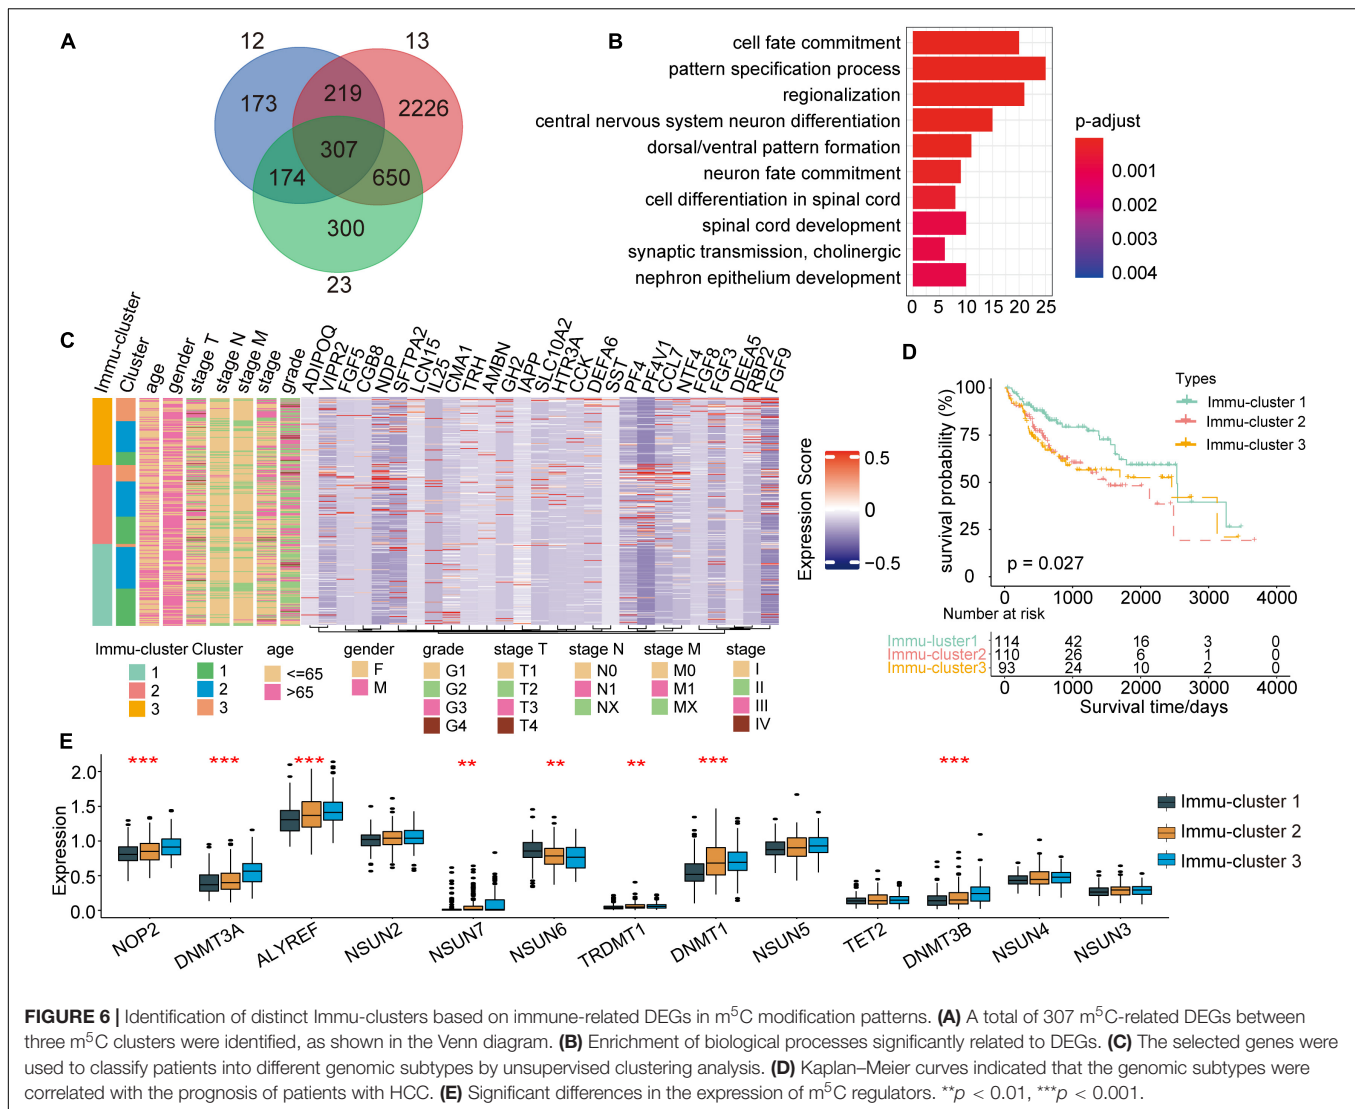 A
12
13
173
219
2226
307
174
650
300
23
B
cell fate commitment
pattern specification process
regionalization
central nervous system neuron differentiation
dorsal/ventral pattern formation
neuron fate commitment
cell differentiation in spinal cord
spinal cord development
synaptic transmission, cholinergic
nephron epithelium development
0 5 10 15 20 25
p-adjust
0.001
0.002
0.003
0.004
C
Immu-cluster
Cluster
age
gender
stage T
stage N
stage M
stage
grade
ADIPOQ
VIPR2
FGF5
CGB8
NDP
SFTPA2
LCN15
IL25
CMA1
TRH
AMBN
GH2
IAPP
SLC10A2
HTR3A
CCK
DEFA6
SST
PF4
PF4V1
CCL7
NTF4
FGF8
FGF3
DEEA5
RBP2
FGF9
Expression Score
0.5
0
−0.5
Immu-cluster Cluster age gender grade stage T stage N stage M stage
1 1 <=65 F G1 T1 N0 M0 I
2 2 >65 M G2 T2 N1 M1 II
3 3 G3 T3 NX MX III
G4 T4 IV
D
survival probability (%)
100
75
50
25
0
p = 0.027
Types
Immu-cluster 1
Immu-cluster 2
Immu-cluster 3
0 1000 2000 3000 4000
Number at risk
Immu-luster1 114 42 16 3 0
Immu-cluster2 110 26 6 1 0
Immu-cluster3 93 24 10 2 0
0 1000 2000 3000 4000
Survival time/days
E
Expression
2.0
1.5
1.0
0.5
0.0
*** *** *** ** ** ** *** ***
NOP2 DNMT3A ALYREF NSUN2 NSUN7 NSUN6 TRDMT1 DNMT1 NSUN5 TET2 DNMT3B NSUN4 NSUN3
Immu-cluster 1
Immu-cluster 2
Immu-cluster 3
FIGURE 6 | Identification of distinct Immu-clusters based on immune-related DEGs in m⁵C modification patterns. (A) A total of 307 m⁵C-related DEGs between
three m⁵C clusters were identified, as shown in the Venn diagram. (B) Enrichment of biological processes significantly related to DEGs. (C) The selected genes were
used to classify patients into different genomic subtypes by unsupervised clustering analysis. (D) Kaplan–Meier curves indicated that the genomic subtypes were
correlated with the prognosis of patients with HCC. (E) Significant differences in the expression of m⁵C regulators. **p < 0.01, ***p < 0.001.